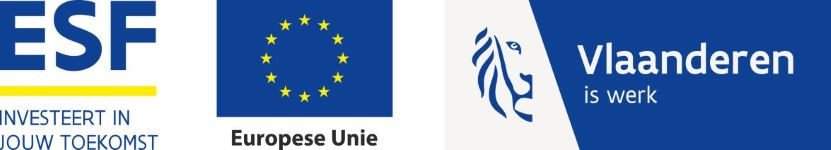 ESF
INVESTEERT IN
JOUW TOEKOMST
Europese Unie
Vlaanderen
is werk